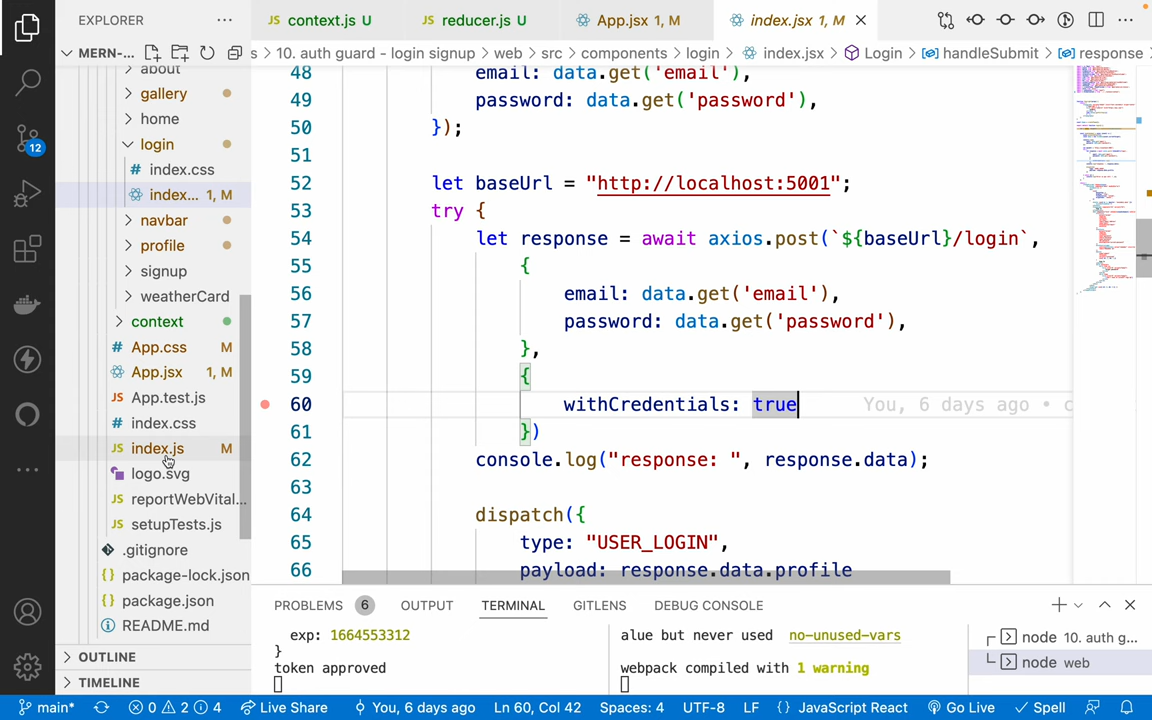 EXPLORER
context.js U
reducer.js U
App.jsx 1, M
index.jsx 1, M
MERN-...
s > 10. auth guard - login signup > web > src > components > login > index.jsx > Login > handleSubmit > response
about
gallery
home
login
index.css
index... 1, M
navbar
profile
signup
weatherCard
context
App.css M
App.jsx 1, M
App.test.js
index.css
index.js M
logo.svg
reportWebVital...
setupTests.js
.gitignore
package-lock.json
package.json
README.md
OUTLINE
TIMELINE
12
48 email: data.get('email'),
49 password: data.get('password'),
50 });
51
52 let baseUrl = "http://localhost:5001";
53 try {
54 let response = await axios.post(`${baseUrl}/login`,
55 {
56 email: data.get('email'),
57 password: data.get('password'),
58 },
59 {
60 withCredentials: true You, 6 days ago • c
61 })
62 console.log("response: ", response.data);
63
64 dispatch({
65 type: "USER_LOGIN",
66 payload: response.data.profile
PROBLEMS 6 OUTPUT TERMINAL GITLENS DEBUG CONSOLE
exp: 1664553312
}
token approved
alue but never used no-unused-vars
webpack compiled with 1 warning
node 10. auth g...
node web
main* 0 2 4 Live Share You, 6 days ago Ln 60, Col 42 Spaces: 4 UTF-8 LF {} JavaScript React Go Live Spell